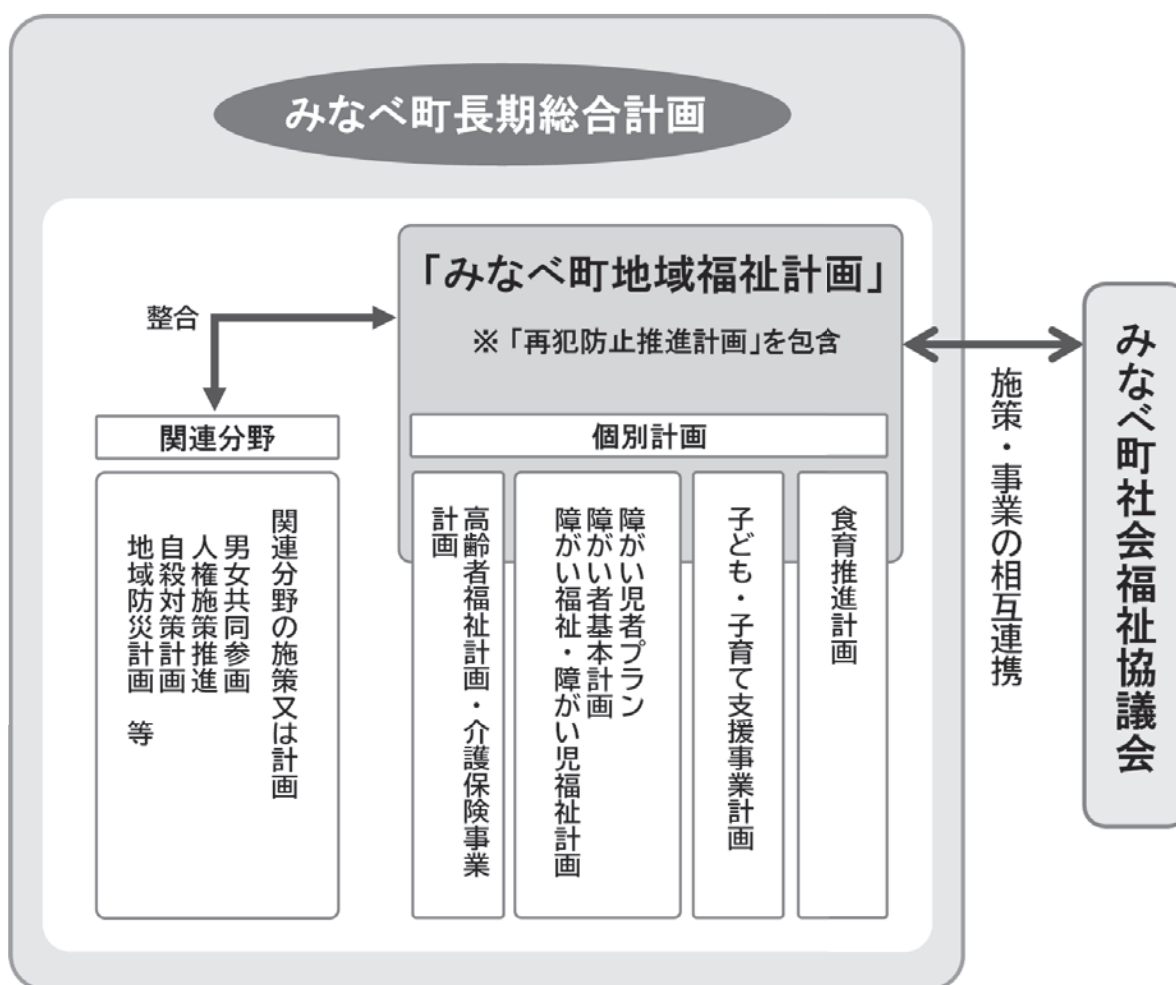 みなべ町長期総合計画
「みなべ町地域福祉計画」
※「再犯防止推進計画」を包含
整合
関連分野
関連分野の施策又は計画
男女共同参画
人権施策推進
自殺対策計画
地域防災計画　等
個別計画
高齢者福祉計画・介護保険事業
計画
障がい児者プラン
障がい者基本計画
障がい福祉・障がい児福祉計画
子ども・子育て支援事業計画
食育推進計画
施策・事業の相互連携
みなべ町社会福祉協議会